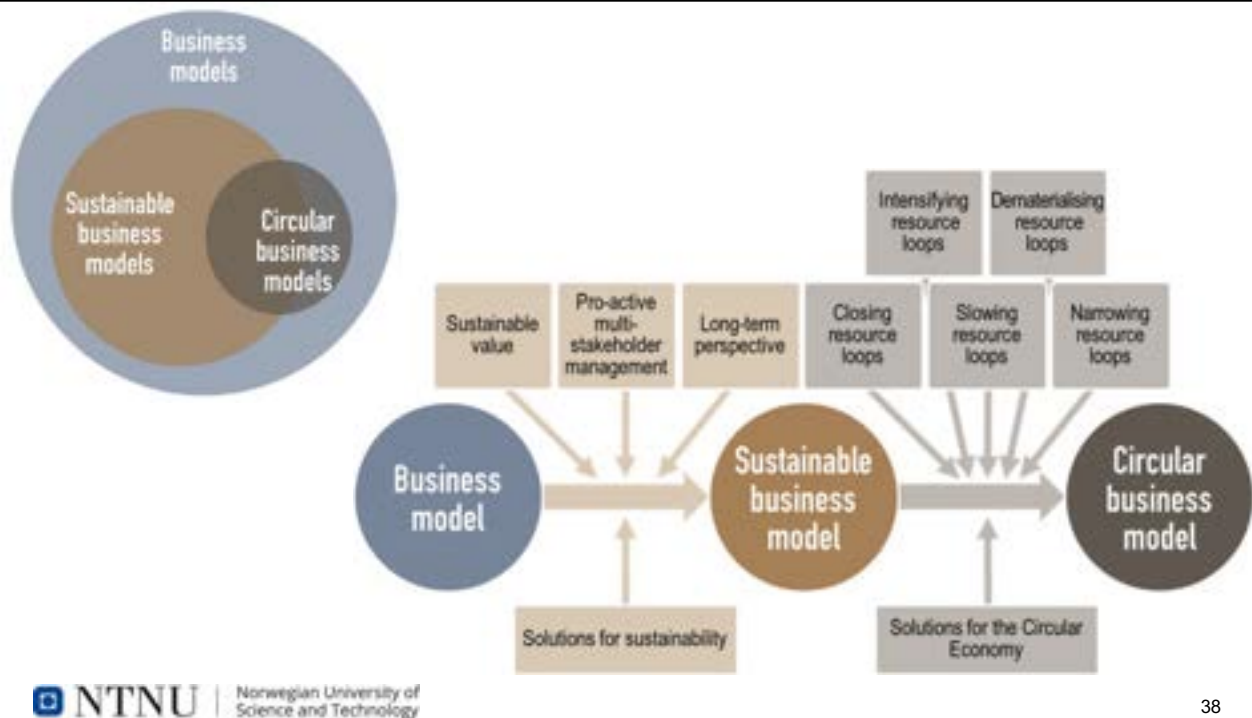 Business
models
Sustainable
business
models
Circular
business
models
Intensifying
resource
loops
Dematerialising
resource
loops
Sustainable
value
Pro-active
multi-
stakeholder
management
Long-term
perspective
Closing
resource
loops
Slowing
resource
loops
Narrowing
resource
loops
Business
model
Sustainable
business
model
Circular
business
model
Solutions for sustainability
Solutions for the Circular
Economy
NTNU
Norwegian University of
Science and Technology
38